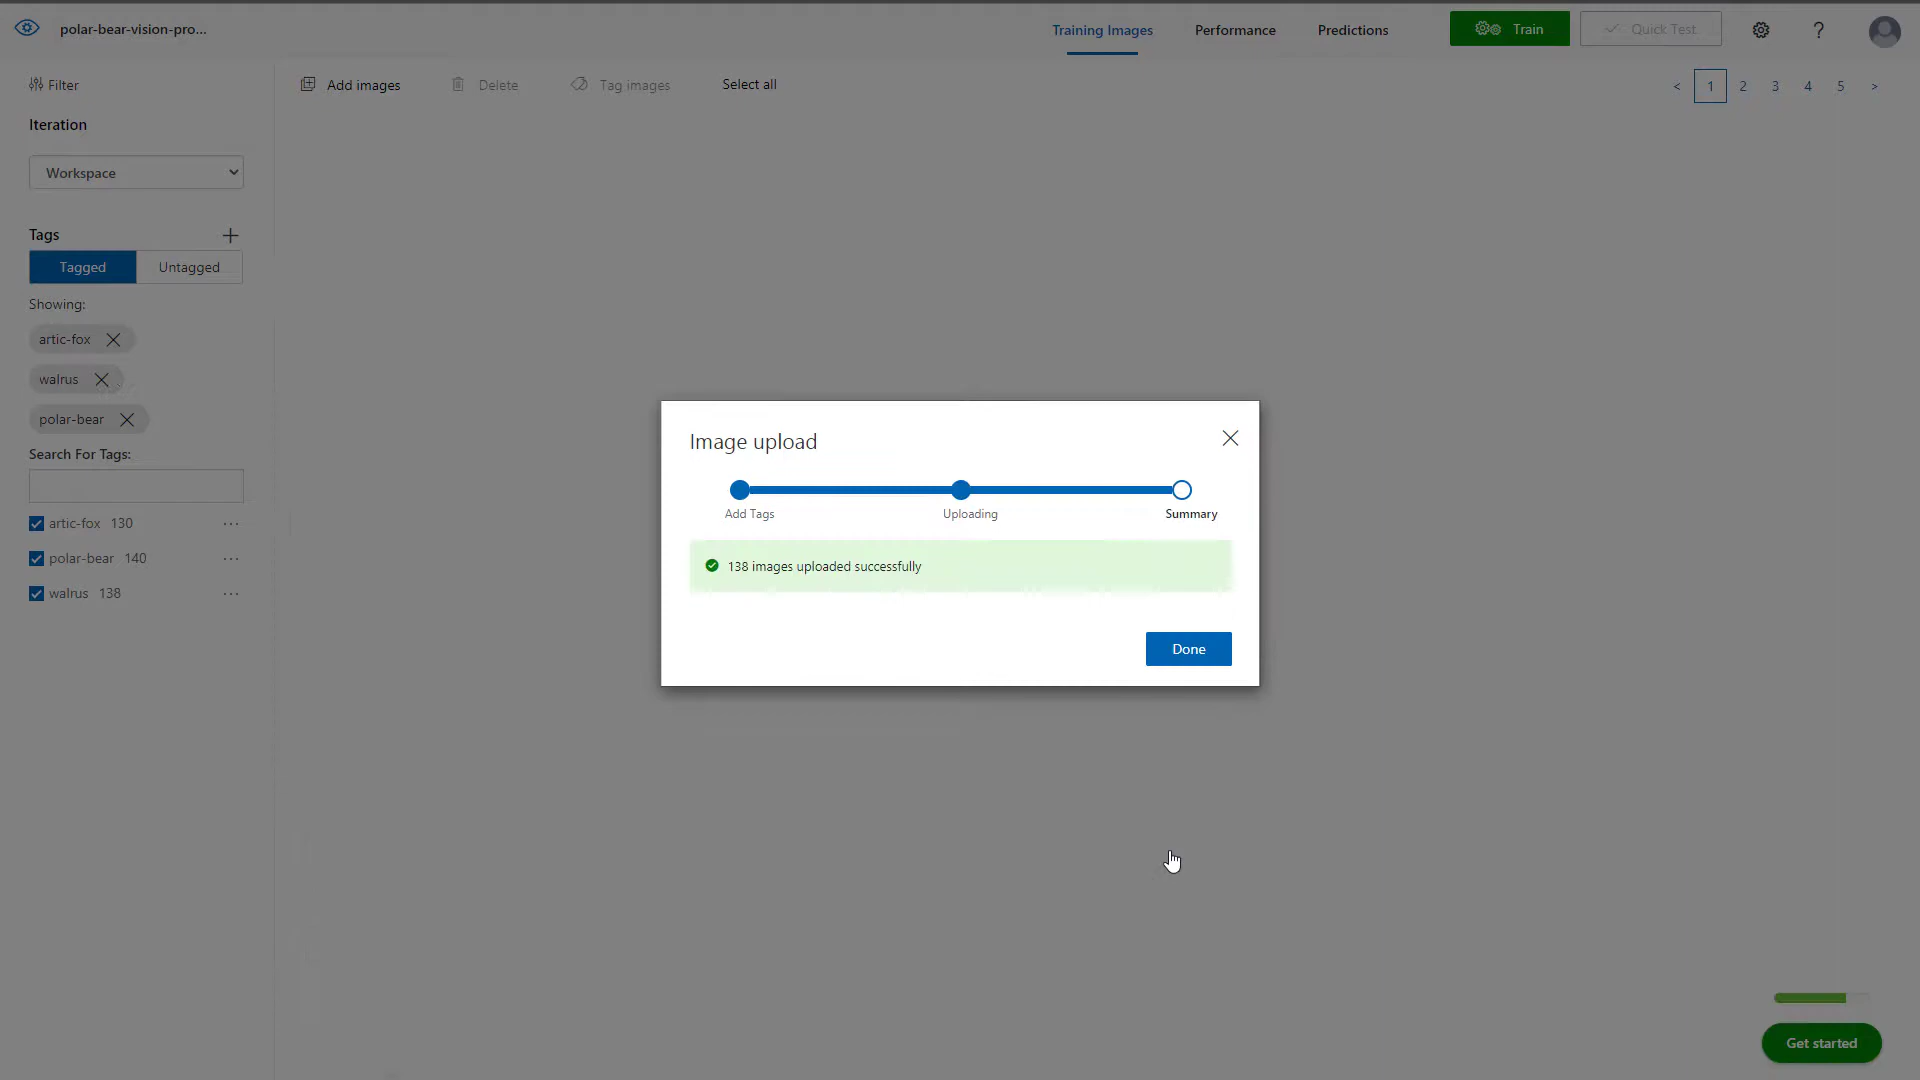 polar-bear-vision-pro...
Training Images
Performance
Predictions
Train
Quick Test
?
Filter
Add images
Delete
Tag images
Select all
< 1 2 3 4 5 >
Iteration
Workspace
Tags
Tagged
Untagged
Showing:
artic-fox
walrus
polar-bear
Search For Tags:
artic-fox 130 ...
polar-bear 140 ...
walrus 138 ...
Image upload
Add Tags
Uploading
Summary
138 images uploaded successfully
Done
Get started